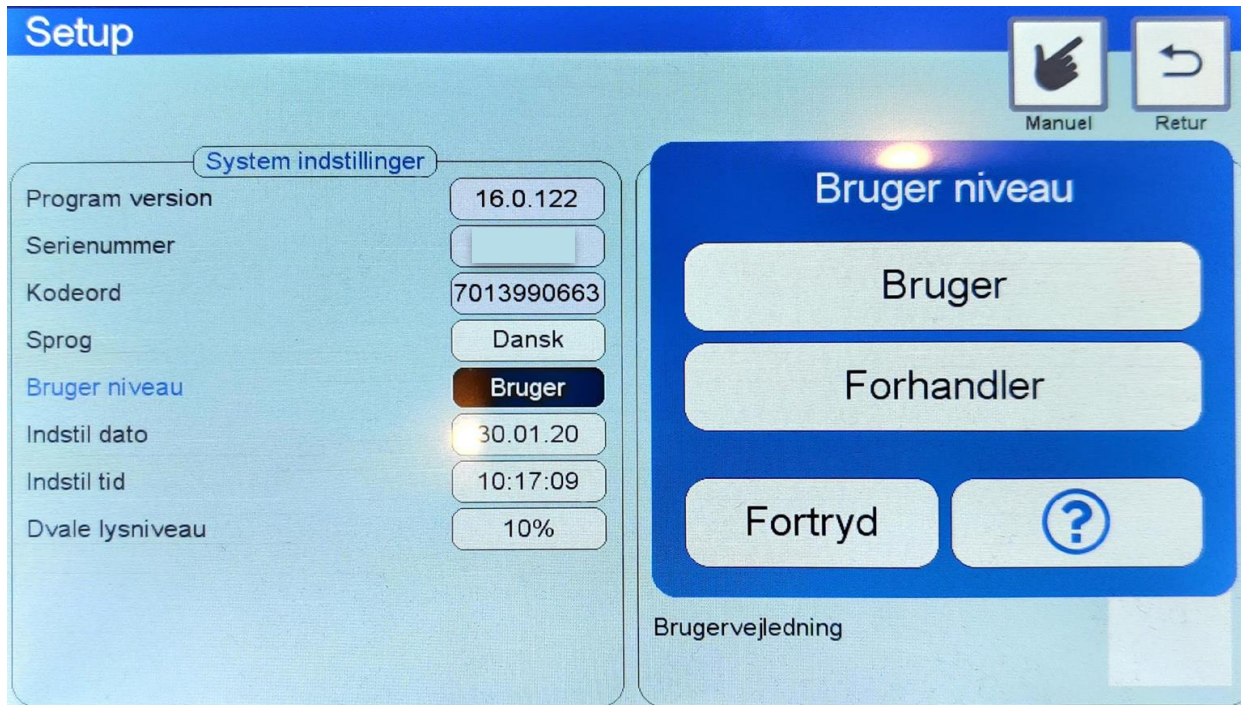 Setup
Manuel
Retur
System indstillinger
Program version 16.0.122
Serienummer
Kodeord 7013990663
Sprog Dansk
Bruger niveau Bruger
Indstil dato 30.01.20
Indstil tid 10:17:09
Dvale lysniveau 10%
Bruger niveau
Bruger
Forhandler
Fortryd ?
Brugervejledning